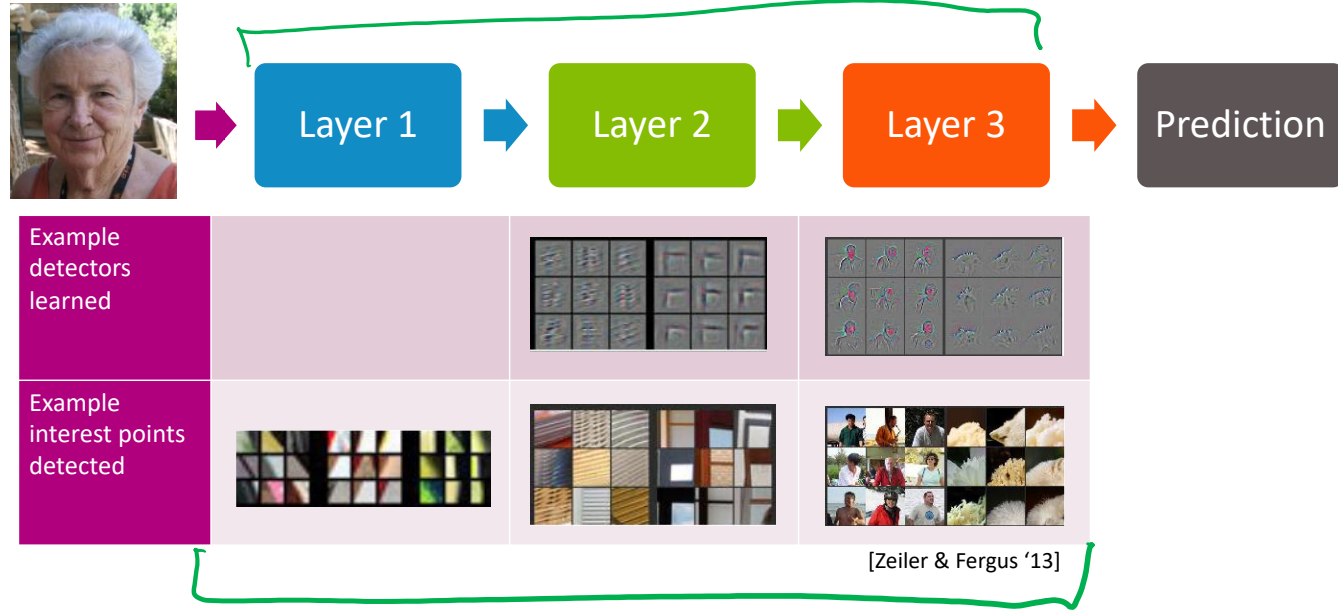 Layer 1
Layer 2
Layer 3
Prediction
Example
detectors
learned
Example
interest points
detected
[Zeiler & Fergus ‘13]